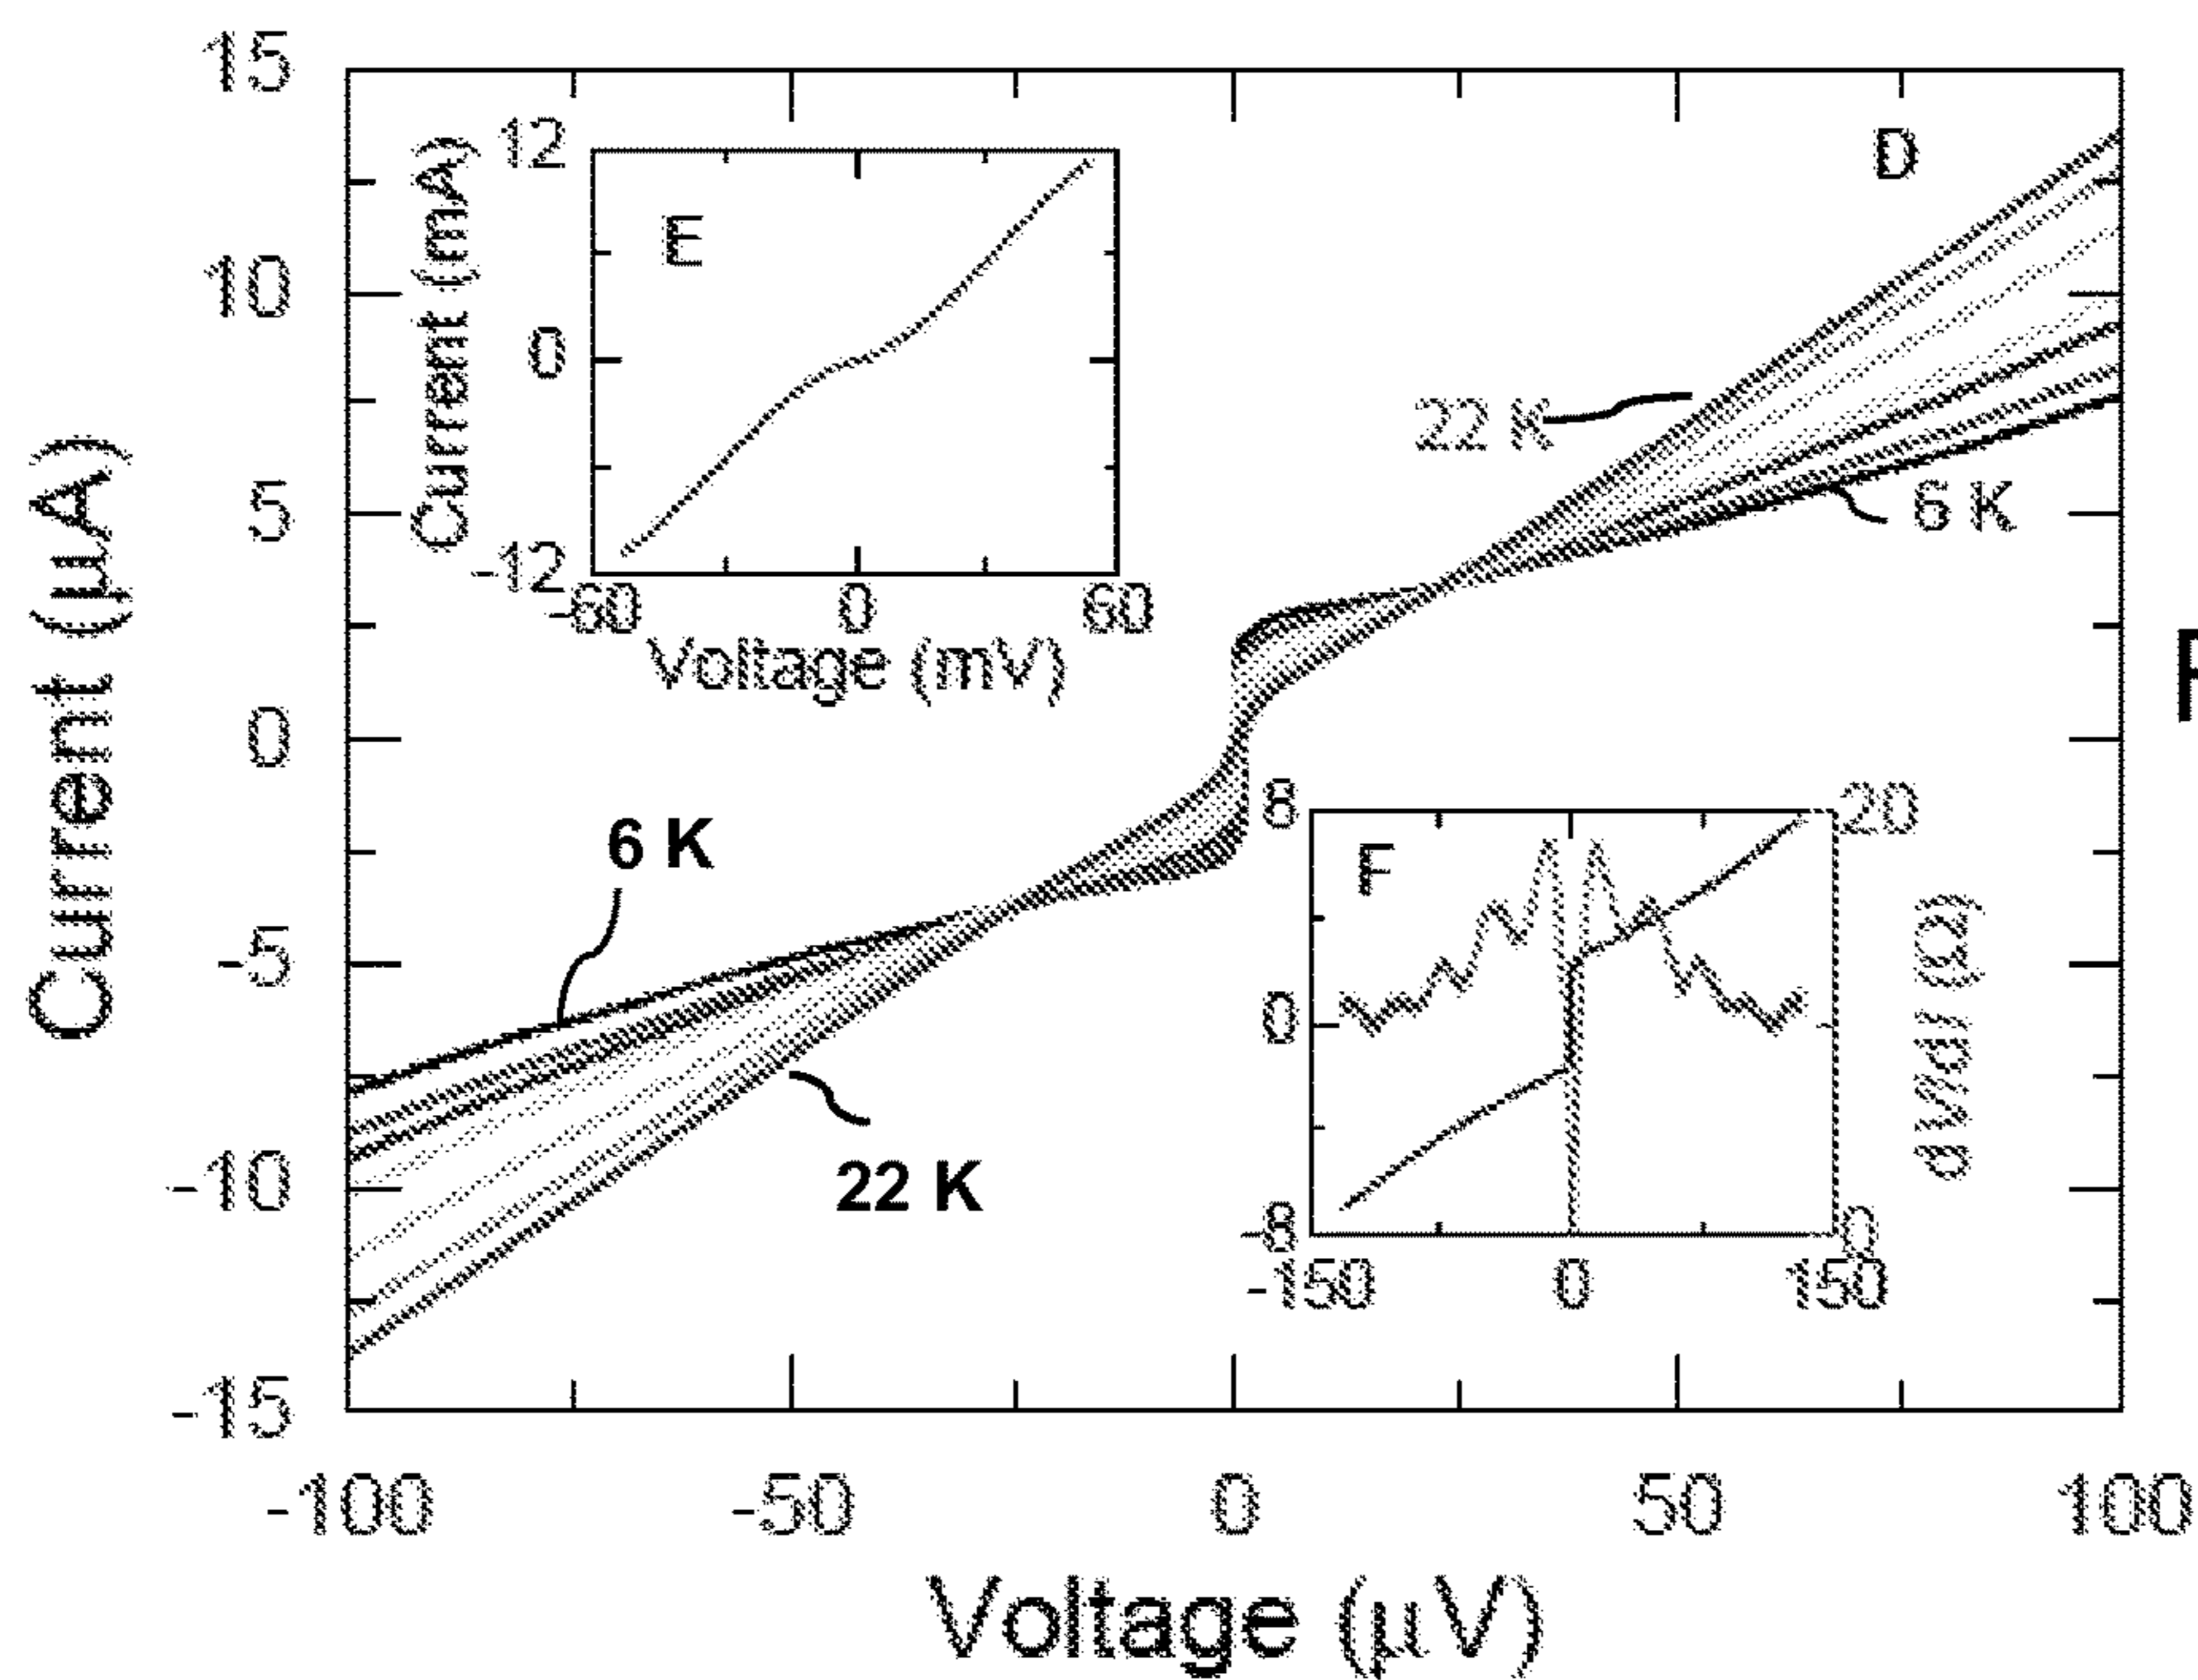 Current (µA)
15
10
5
0
-5
-10
-15
-100
-50
0
50
100
Voltage (µV)
D
22 K
6 K
6 K
22 K
Current (mA)
12
0
-12
-60
0
60
Voltage (mV)
E
F
0
20
0
-150
0
150
dV/dI (Ω)